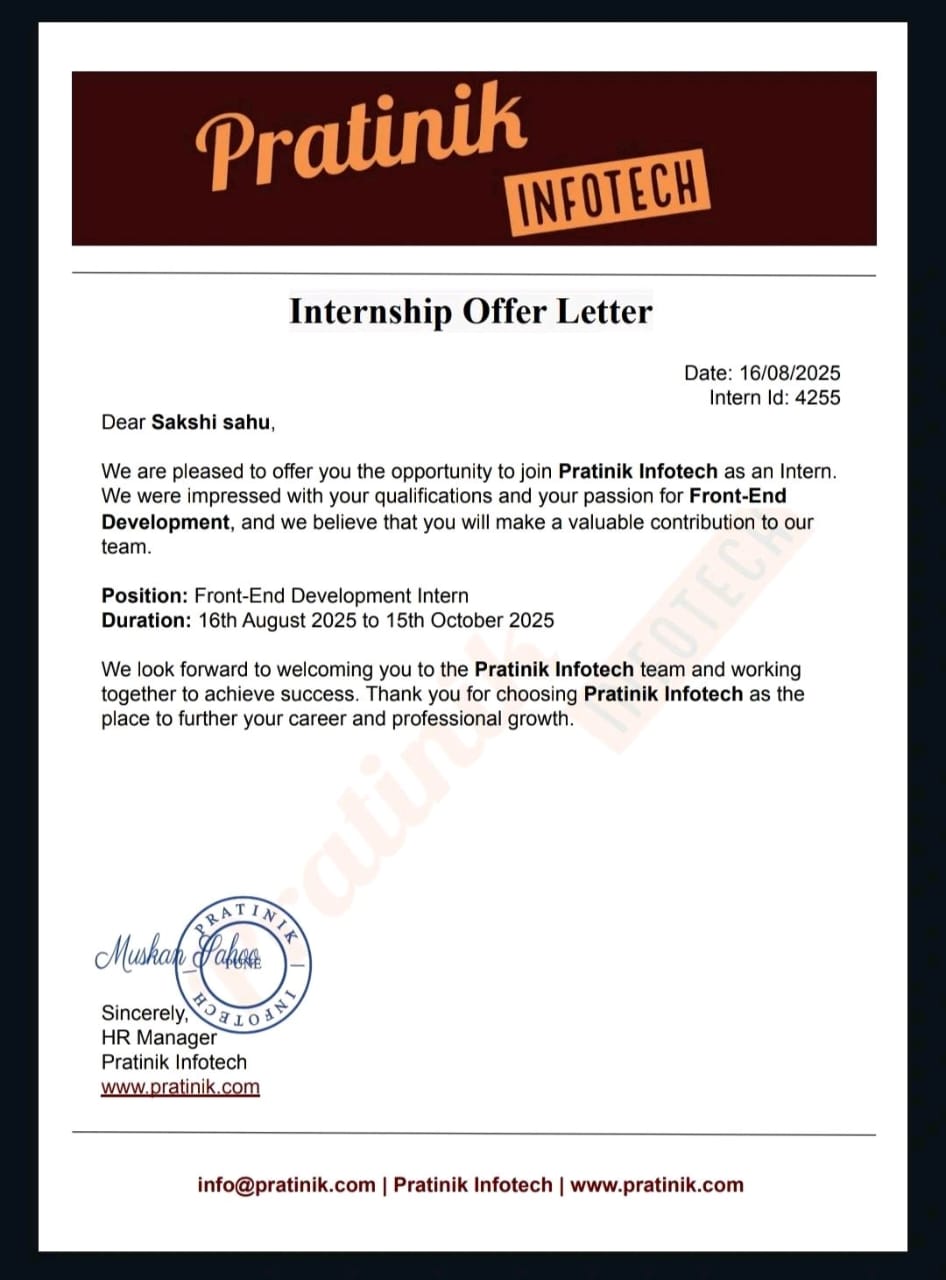 Pratinik
INFOTECH
Internship Offer Letter
Date: 16/08/2025
Intern Id: 4255
Dear Sakshi sahu,
We are pleased to offer you the opportunity to join Pratinik Infotech as an Intern.
We were impressed with your qualifications and your passion for Front-End
Development, and we believe that you will make a valuable contribution to our
team.
Position: Front-End Development Intern
Duration: 16th August 2025 to 15th October 2025
We look forward to welcoming you to the Pratinik Infotech team and working
together to achieve success. Thank you for choosing Pratinik Infotech as the
place to further your career and professional growth.
Pratinik
INFOTECH
PRATINIK
Muskan Sahoo
PUNE
INFOTECH
Sincerely,
HR Manager
Pratinik Infotech
www.pratinik.com
info@pratinik.com | Pratinik Infotech | www.pratinik.com